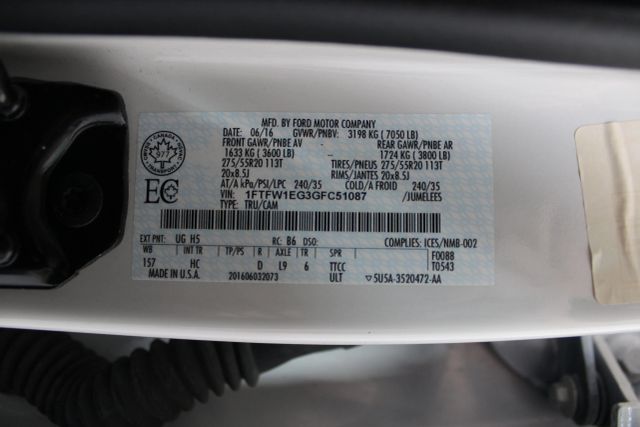 MFD. BY FORD MOTOR COMPANY
DATE: 06/16 GVWR/PNBV: 3198 KG ( 7050 LB)
FRONT GAWR/PNBE AV REAR GAWR/PNBE AR
1633 KG ( 3600 LB) – 1724 KG ( 3800 LB)
275/55R20 113T TIRES/PNEUS 275/55R20 113T
20x8.5J RIMS/JANTES 20x8.5J
AT/A kPa/PSI/LPC 240/35 COLD/A FROID 240/35
VIN: 1FTFW1EG3GFC51087 /JUMELEES
TYPE: TRU/CAM
CANADA
977
EC
EXT PNT: UG H5 RC: B6 DSO: COMPLIES: ICES/NMB-002
WB INT TR TP/PS R AXLE TR SPR F0088
157 HC D L9 6 TTCC T0543
MADE IN U.S.A. 201606032073 ULT 5U5A-3520472-AA